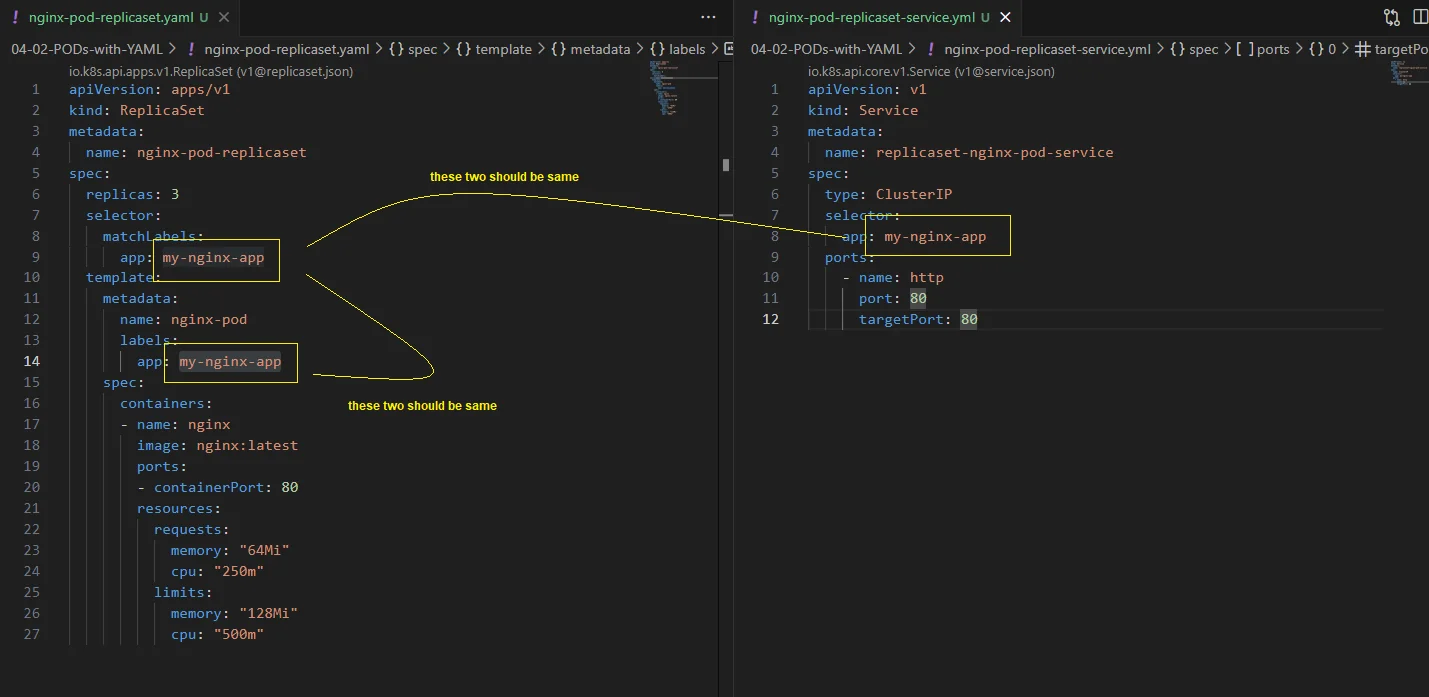 nginx-pod-replicaset.yaml U
04-02-PODs-with-YAML > nginx-pod-replicaset.yaml > {} spec > {} template > {} metadata > {} labels >
io.k8s.api.apps.v1.ReplicaSet (v1@replicaset.json)
1 apiVersion: apps/v1
2 kind: ReplicaSet
3 metadata:
4 name: nginx-pod-replicaset
5 spec:
6 replicas: 3
7 selector:
8 matchLabels:
9 app: my-nginx-app
10 template:
11 metadata:
12 name: nginx-pod
13 labels:
14 app: my-nginx-app
15 spec:
16 containers:
17 - name: nginx
18 image: nginx:latest
19 ports:
20 - containerPort: 80
21 resources:
22 requests:
23 memory: "64Mi"
24 cpu: "250m"
25 limits:
26 memory: "128Mi"
27 cpu: "500m"
these two should be same
these two should be same
nginx-pod-replicaset-service.yml U
04-02-PODs-with-YAML > nginx-pod-replicaset-service.yml > {} spec > [ ] ports > {} 0 > # targetPo
io.k8s.api.core.v1.Service (v1@service.json)
1 apiVersion: v1
2 kind: Service
3 metadata:
4 name: replicaset-nginx-pod-service
5 spec:
6 type: ClusterIP
7 selector:
8 app: my-nginx-app
9 ports:
10 - name: http
11 port: 80
12 targetPort: 80